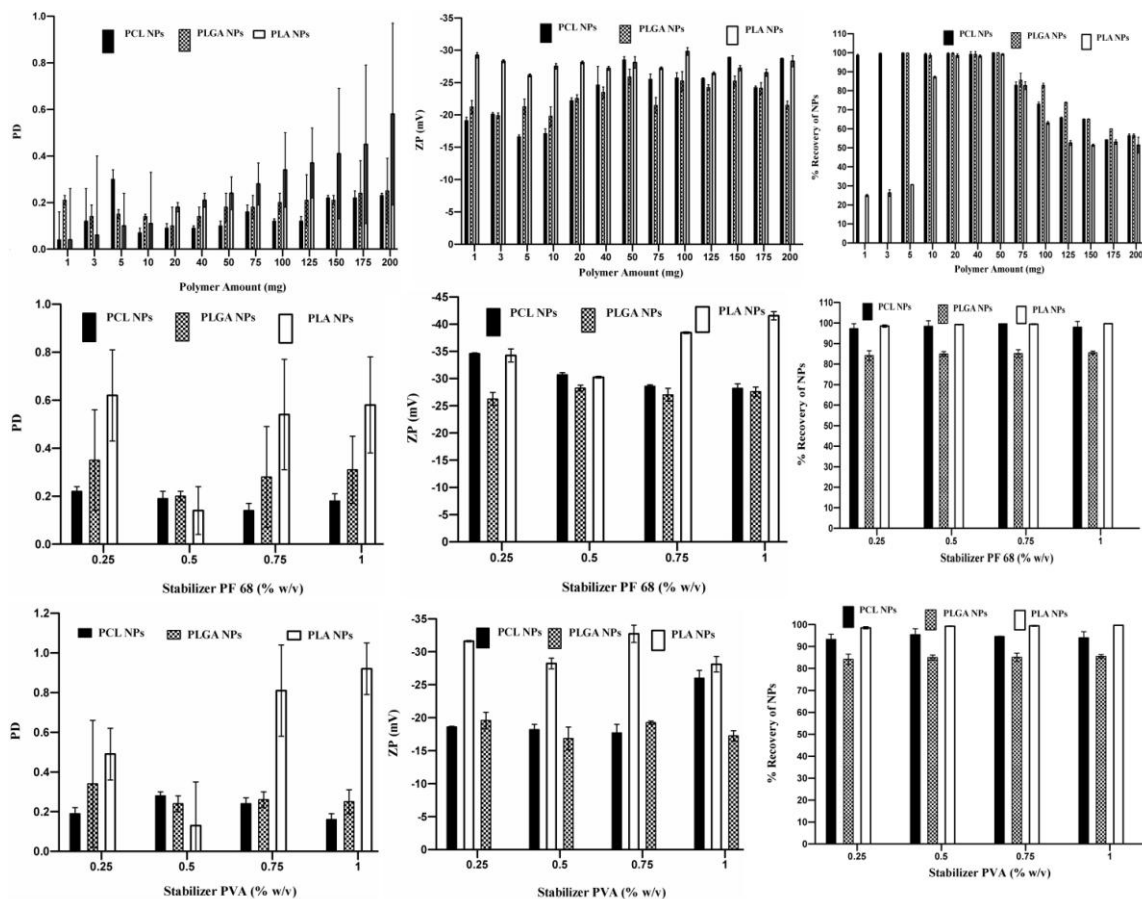 PCL NPs PLGA NPs PLA NPs
PD
1.0
0.8
0.6
0.4
0.2
0.0
1 3 5 10 20 40 50 75 100 125 150 175 200
Polymer Amount (mg)
PCL NPs PLGA NPs PLA NPs
ZP (mV)
-35
-30
-25
-20
-15
-10
-5
0
1 3 5 10 20 40 50 75 100 125 150 175 200
Polymer Amount (mg)
PCL NPs PLGA NPs PLA NPs
% Recovery of NPs
100
90
80
70
60
50
40
30
20
10
0
1 3 5 10 20 40 50 75 100 125 150 175 200
Polymer Amount (mg)
PCL NPs PLGA NPs PLA NPs
PD
1.0
0.8
0.6
0.4
0.2
0.0
0.25 0.5 0.75 1
Stabilizer PF 68 (% w/v)
PCL NPs PLGA NPs PLA NPs
ZP (mV)
-45
-40
-35
-30
-25
-20
-15
-10
-5
0
0.25 0.5 0.75 1
Stabilizer PF 68 (% w/v)
PCL NPs PLGA NPs PLA NPs
% Recovery of NPs
110
100
90
80
70
60
50
40
30
20
10
0
0.25 0.5 0.75 1
Stabilizer PF 68 (% w/v)
PCL NPs PLGA NPs PLA NPs
PD
1.2
1.0
0.8
0.6
0.4
0.2
0.0
0.25 0.5 0.75 1
Stabilizer PVA (% w/v)
PCL NPs PLGA NPs PLA NPs
ZP (mV)
-35
-30
-25
-20
-15
-10
-5
0
0.25 0.5 0.75 1
Stabilizer PVA (% w/v)
PCL NPs PLGA NPs PLA NPs
% Recovery of NPs
100
90
80
70
60
50
40
30
20
10
0
0.25 0.5 0.75 1
Stabilizer PVA (% w/v)